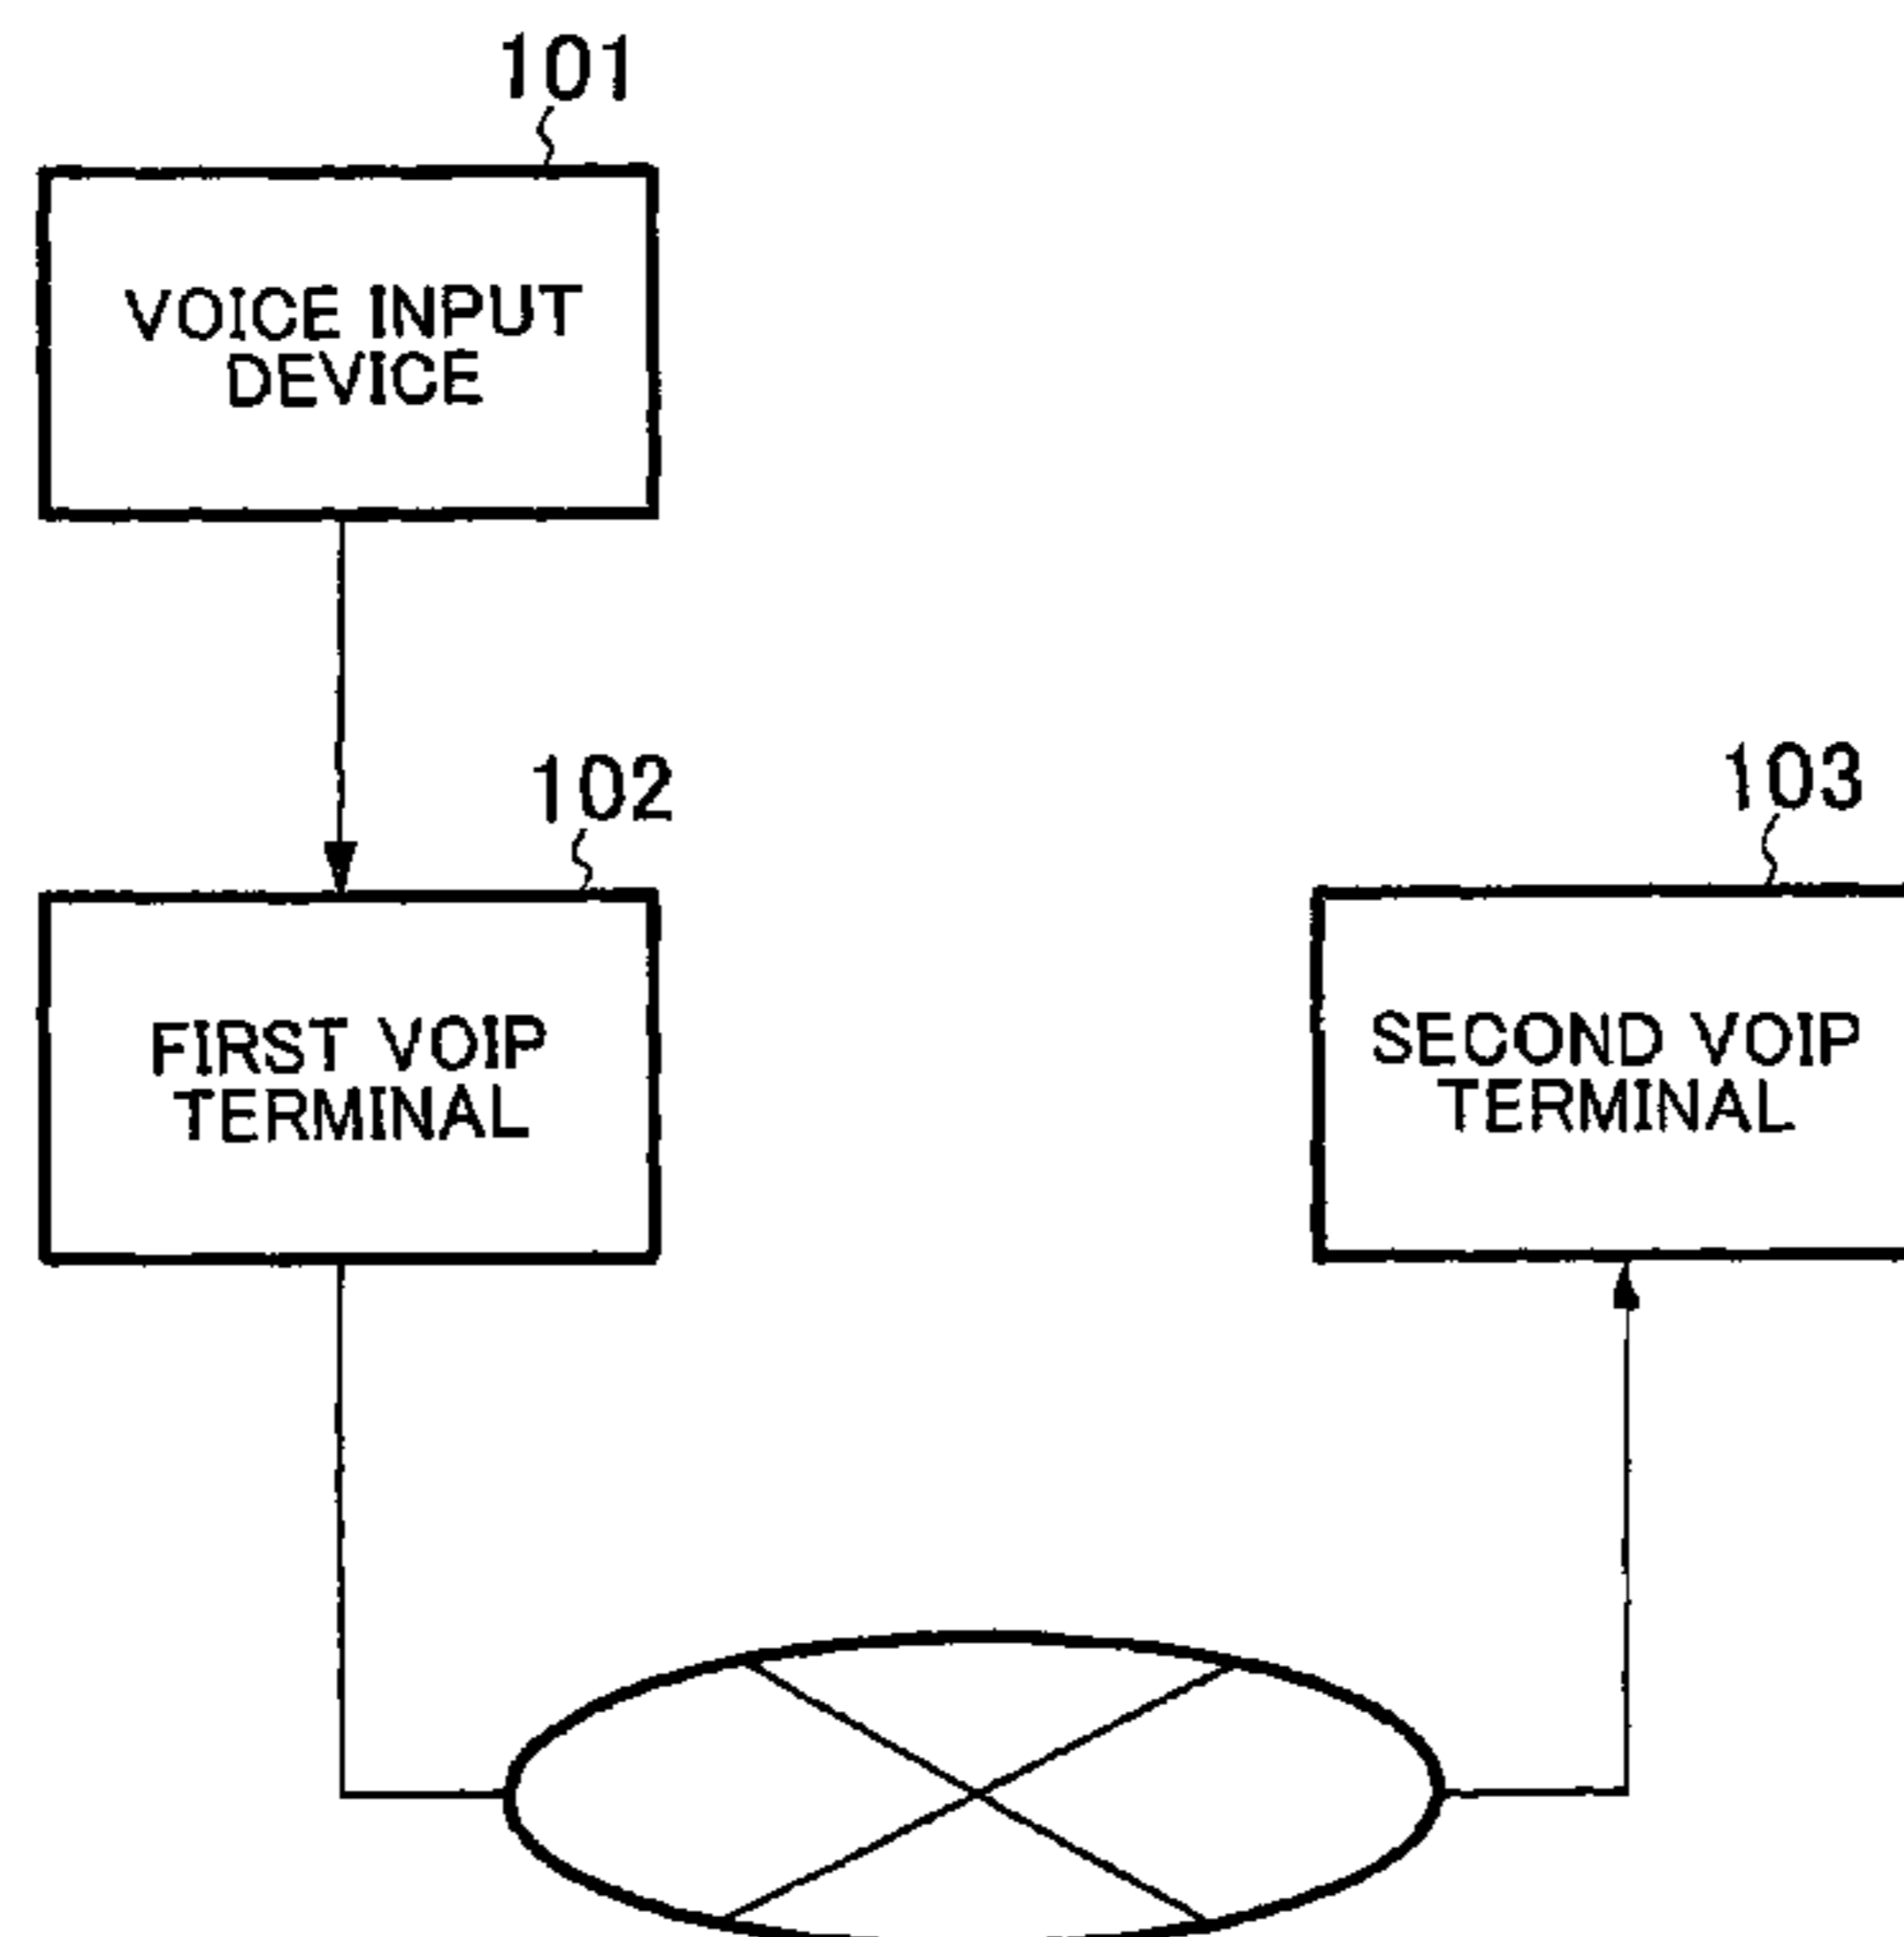 101
VOICE INPUT
DEVICE
102
FIRST VOIP
TERMINAL
103
SECOND VOIP
TERMINAL